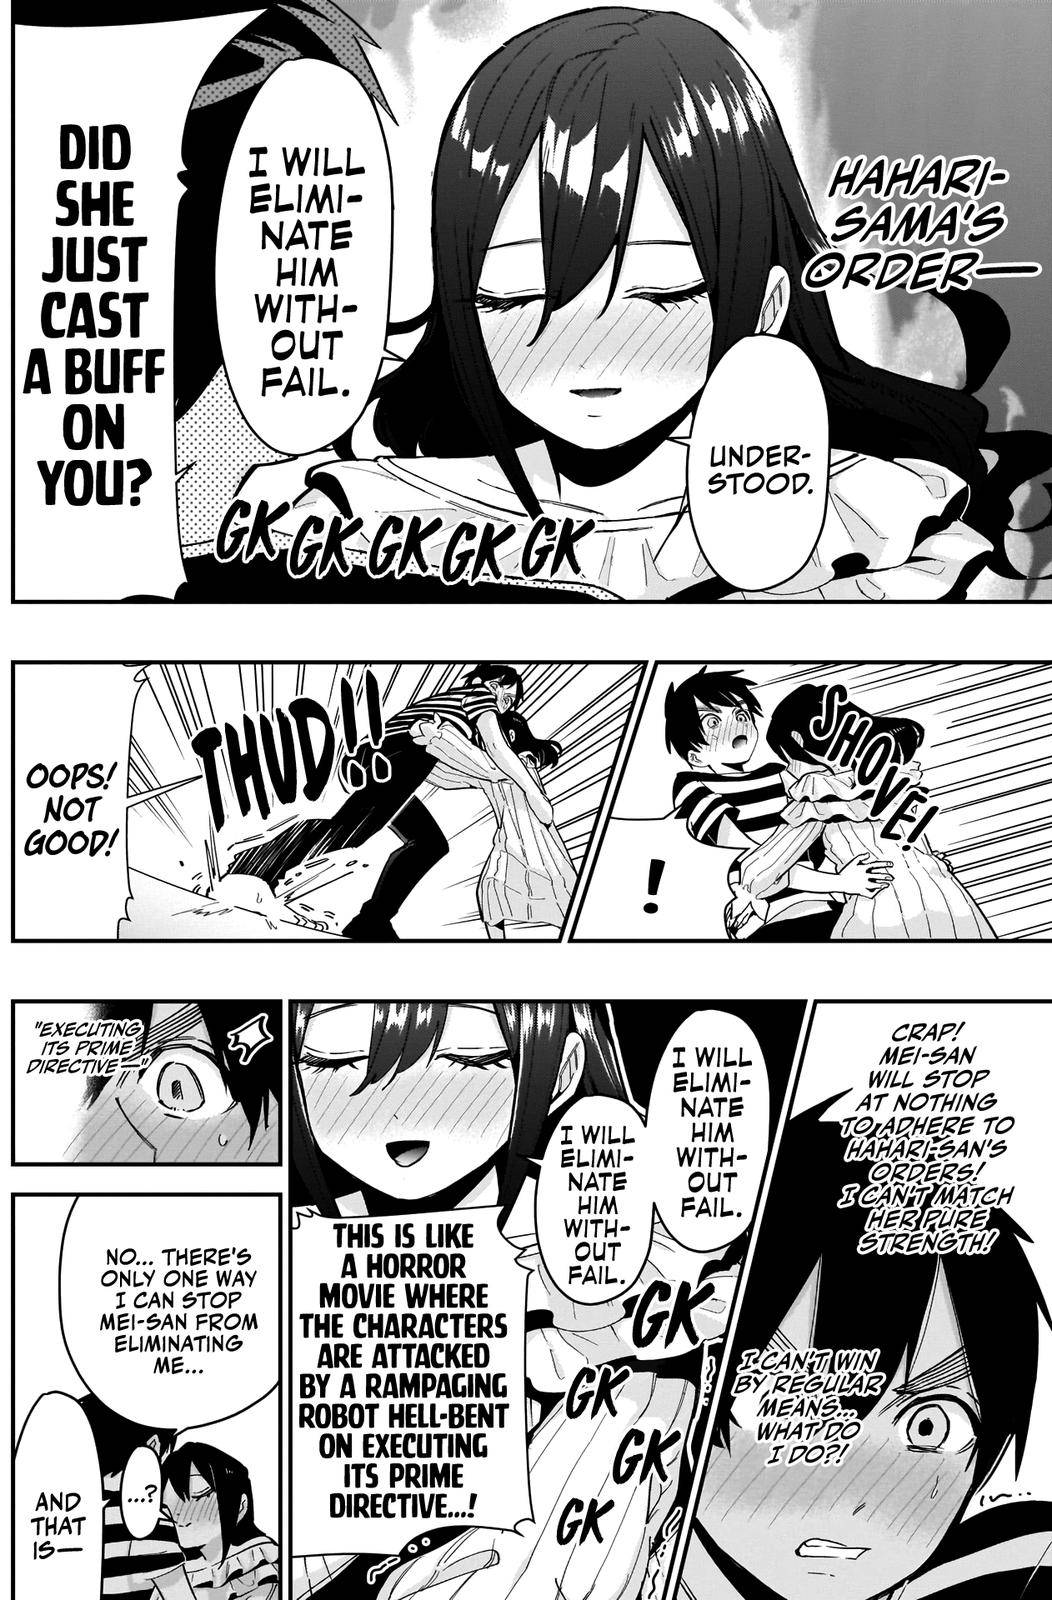 HAHARI-
SAMA'S
ORDER—
UNDER-
STOOD.
I WILL
ELIMI-
NATE
HIM
WITH-
OUT
FAIL.
GK GK GK GK GK
DID
SHE
JUST
CAST
A BUFF
ON
YOU?
SHOVE!
!
THUD!!
OOPS!
NOT
GOOD!
CRAP!
MEI-SAN
WILL STOP
AT NOTHING
TO ADHERE TO
HAHARI-SAN'S
ORDERS!
I CAN'T MATCH
HER PURE
STRENGTH!
I CAN'T WIN
BY REGULAR
MEANS...
WHAT DO
I DO?!
I WILL
ELIMI-
NATE
HIM
WITH-
OUT
FAIL.
I WILL
ELIMI-
NATE
HIM
WITH-
OUT
FAIL.
GK
GK
GK
GK
THIS IS LIKE
A HORROR
MOVIE WHERE
THE CHARACTERS
ARE ATTACKED
BY A RAMPAGING
ROBOT HELL-BENT
ON EXECUTING
ITS PRIME
DIRECTIVE...!
"EXECUTING
ITS PRIME
DIRECTIVE—"
NO... THERE'S
ONLY ONE WAY
I CAN STOP
MEI-SAN FROM
ELIMINATING
ME...
...?
AND
THAT
IS—